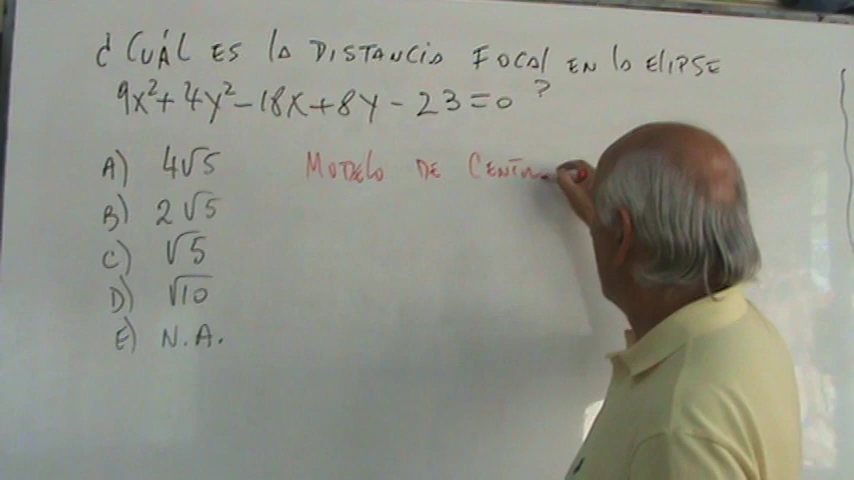 ¿CUÁL ES la DISTANCIA FOCAL EN la ElIPSE
9x²+4y²-18x+8y-23=0 ?
A) 4√5
MODElo DE CENTR
B) 2√5
C) √5
D) √10
E) N.A.